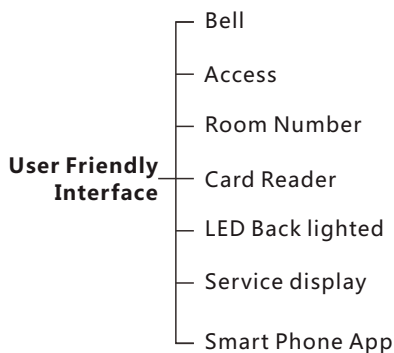 Bell
Access
Room Number
User Friendly
Interface
Card Reader
LED Back lighted
Service display
Smart Phone App